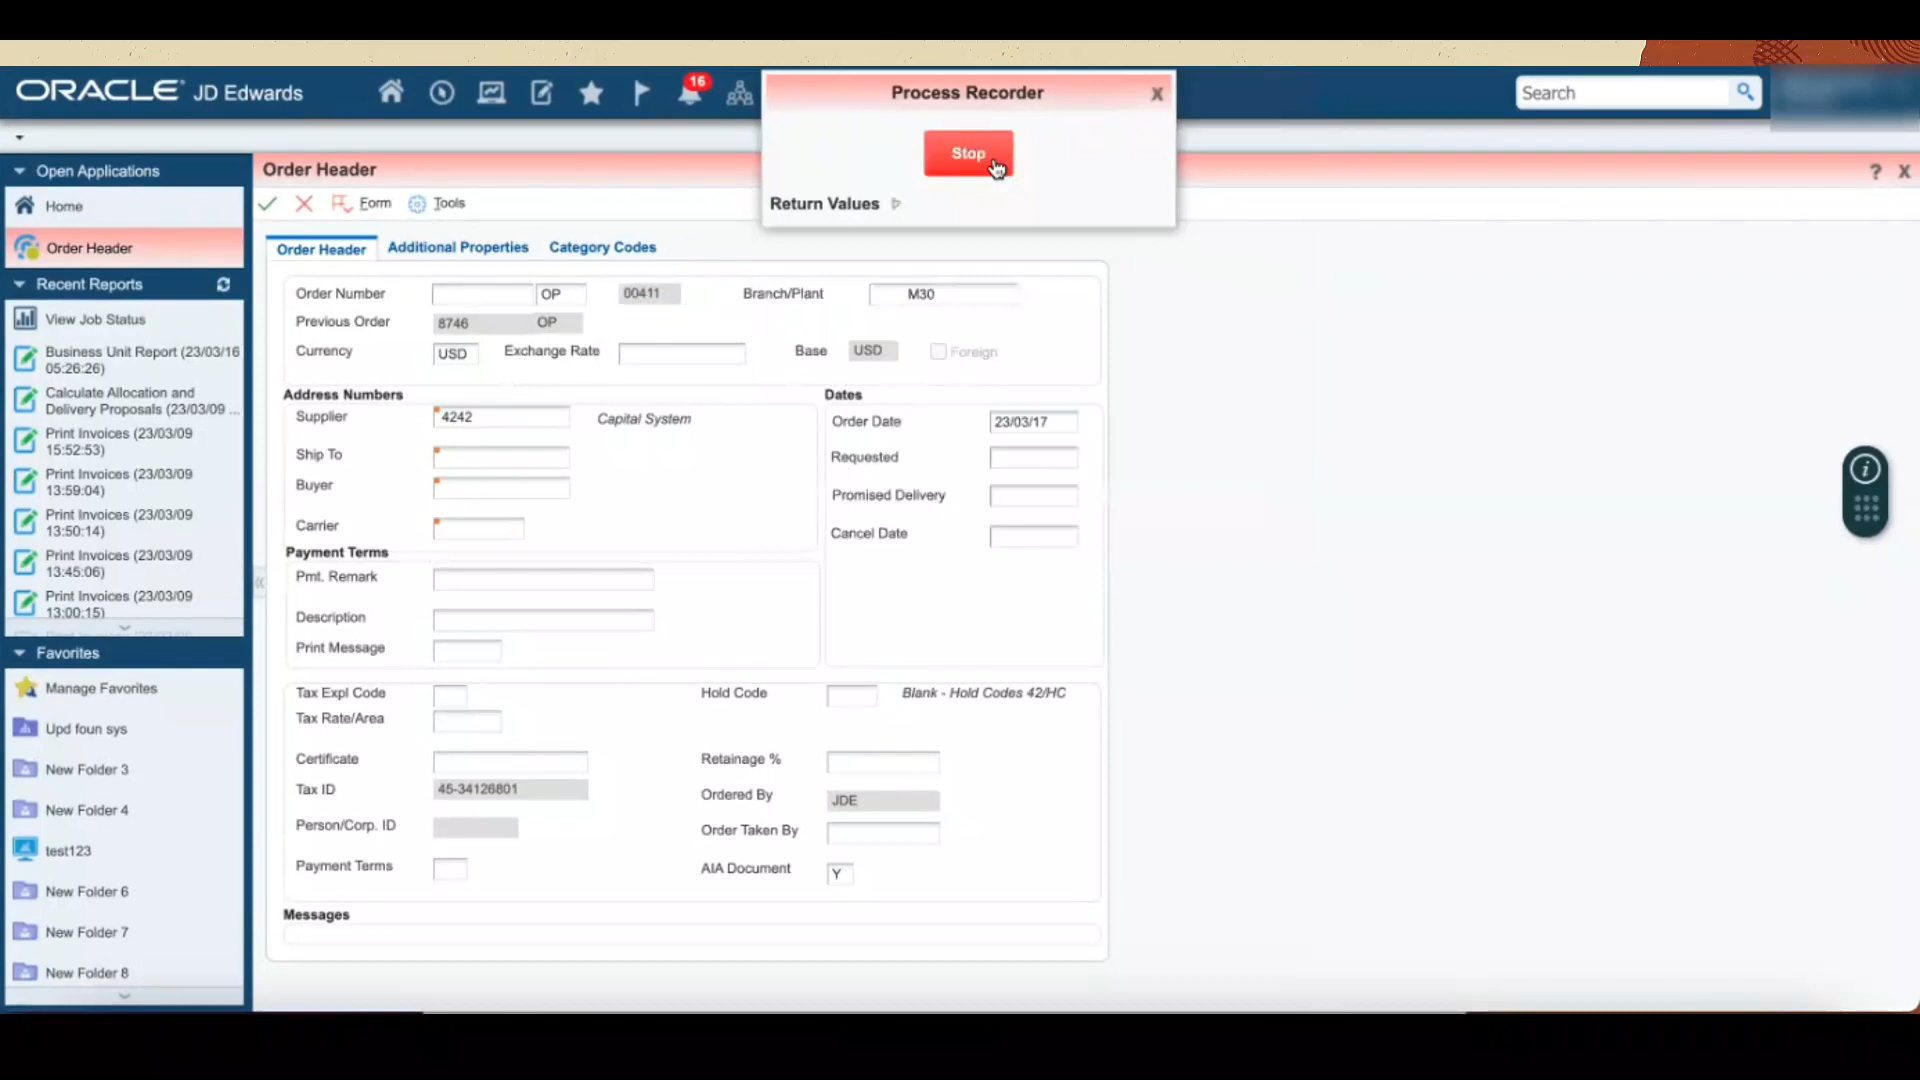 ORACLE JD Edwards
16
Process Recorder
X
Search
Stop
Return Values
Open Applications
Order Header
? X
Home
Form
Tools
Order Header
Order Header
Additional Properties
Category Codes
Recent Reports
Order Number
OP
00411
Branch/Plant
M30
View Job Status
Previous Order
8746
OP
Business Unit Report (23/03/16
05:26:26)
Currency
USD
Exchange Rate
Base
USD
Foreign
Calculate Allocation and
Delivery Proposals (23/03/09 ...
Address Numbers
Dates
Supplier
4242
Capital System
Order Date
23/03/17
Print Invoices (23/03/09
15:52:53)
Ship To
Requested
Print Invoices (23/03/09
13:59:04)
Buyer
Promised Delivery
Print Invoices (23/03/09
13:50:14)
Carrier
Cancel Date
Print Invoices (23/03/09
13:45:06)
Payment Terms
Pmt. Remark
Print Invoices (23/03/09
13:00:15)
Description
Print Message
Favorites
Manage Favorites
Tax Expl Code
Hold Code
Blank - Hold Codes 42/HC
Tax Rate/Area
Upd foun sys
New Folder 3
Certificate
Retainage %
Tax ID
45-34126801
Ordered By
JDE
New Folder 4
Person/Corp. ID
Order Taken By
test123
Payment Terms
AIA Document
Y
New Folder 6
Messages
New Folder 7
New Folder 8